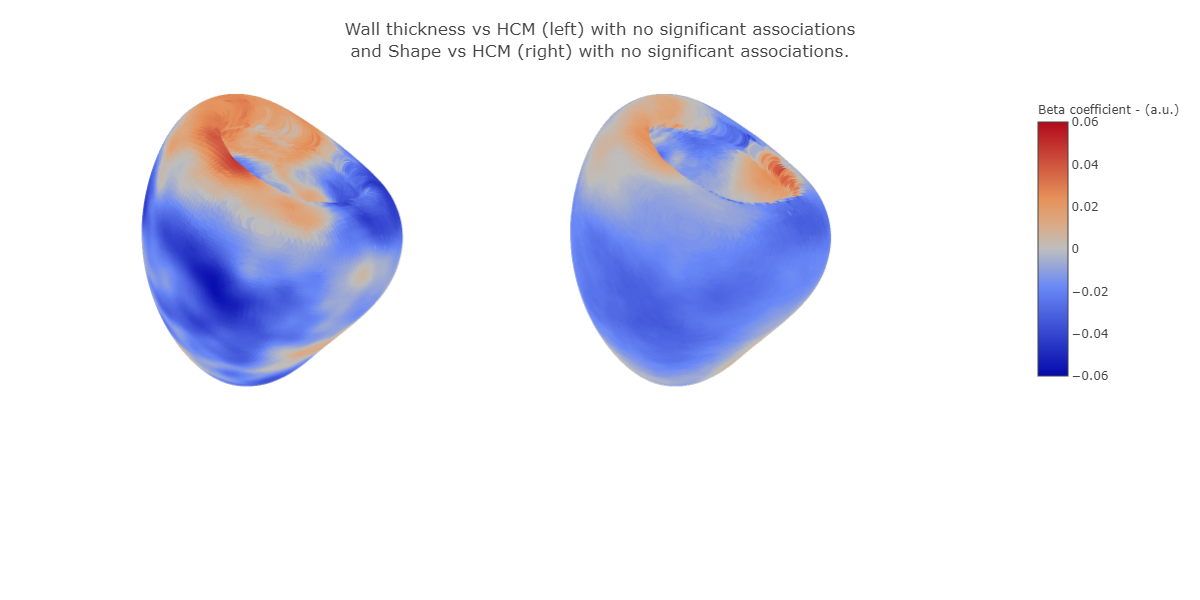 Wall thickness vs HCM (left) with no significant associations
and Shape vs HCM (right) with no significant associations.
Beta coefficient - (a.u.)
0.06
0.04
0.02
0
−0.02
−0.04
−0.06